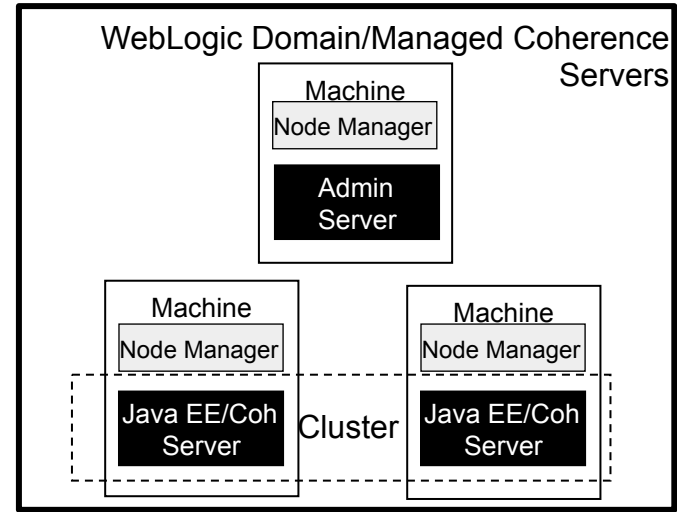 WebLogic Domain/Managed Coherence
Servers
Machine
Node Manager
Admin
Server
Machine
Node Manager
Java EE/Coh
Server
Cluster
Machine
Node Manager
Java EE/Coh
Server